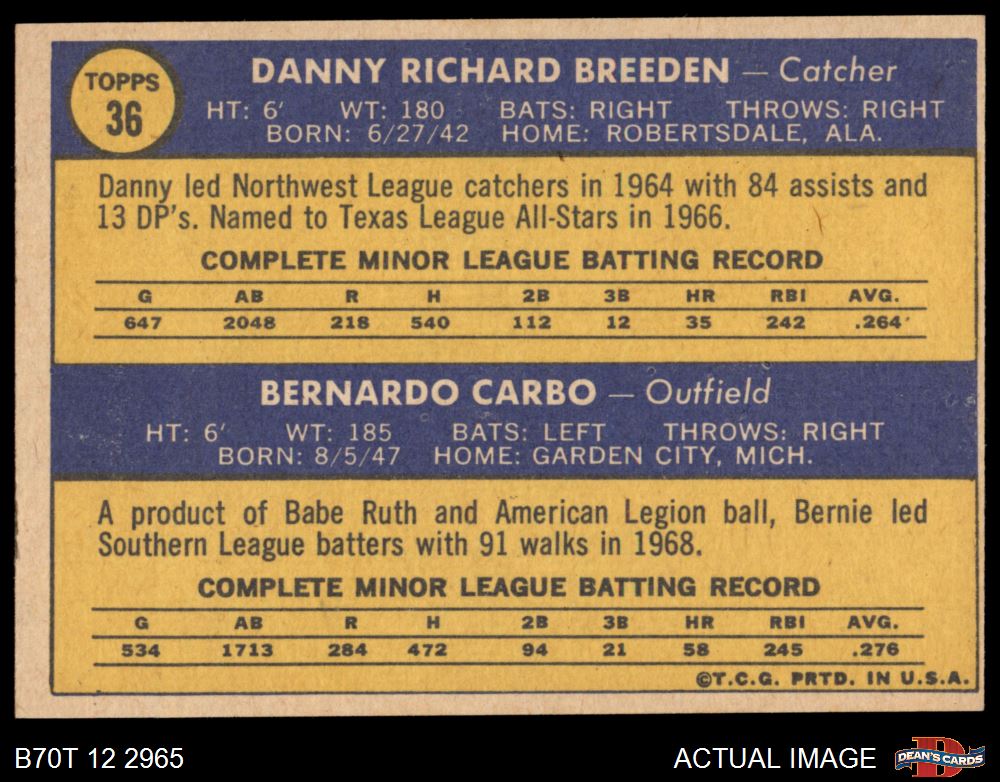 TOPPS
36
DANNY RICHARD BREEDEN — Catcher
HT: 6' WT: 180 BATS: RIGHT THROWS: RIGHT
BORN: 6/27/42 HOME: ROBERTSDALE, ALA.
Danny led Northwest League catchers in 1964 with 84 assists and
13 DP's. Named to Texas League All-Stars in 1966.
COMPLETE MINOR LEAGUE BATTING RECORD
G AB R H 2B 3B HR RBI AVG.
647 2048 218 540 112 12 35 242 .264
BERNARDO CARBO — Outfield
HT: 6' WT: 185 BATS: LEFT THROWS: RIGHT
BORN: 8/5/47 HOME: GARDEN CITY, MICH.
A product of Babe Ruth and American Legion ball, Bernie led
Southern League batters with 91 walks in 1968.
COMPLETE MINOR LEAGUE BATTING RECORD
G AB R H 2B 3B HR RBI AVG.
534 1713 284 472 94 21 58 245 .276
©T.C.G. PRTD. IN U.S.A.
B70T 12 2965
ACTUAL IMAGE
D
DEAN'S CARDS